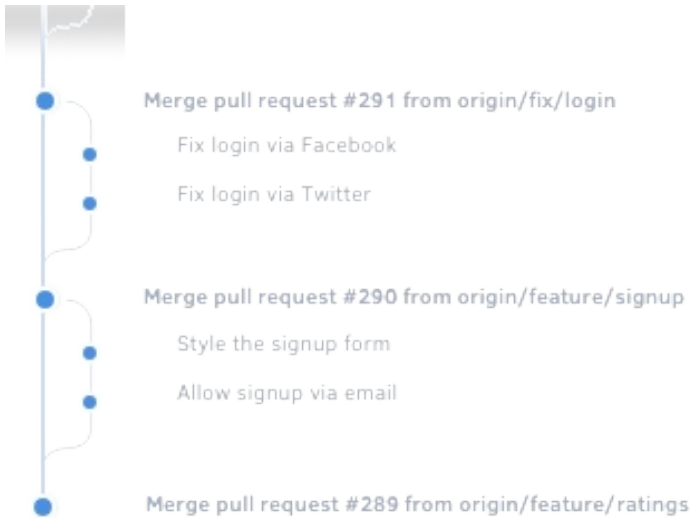 Merge pull request #291 from origin/fix/login
Fix login via Facebook
Fix login via Twitter
Merge pull request #290 from origin/feature/signup
Style the signup form
Allow signup via email
Merge pull request #289 from origin/feature/ratings